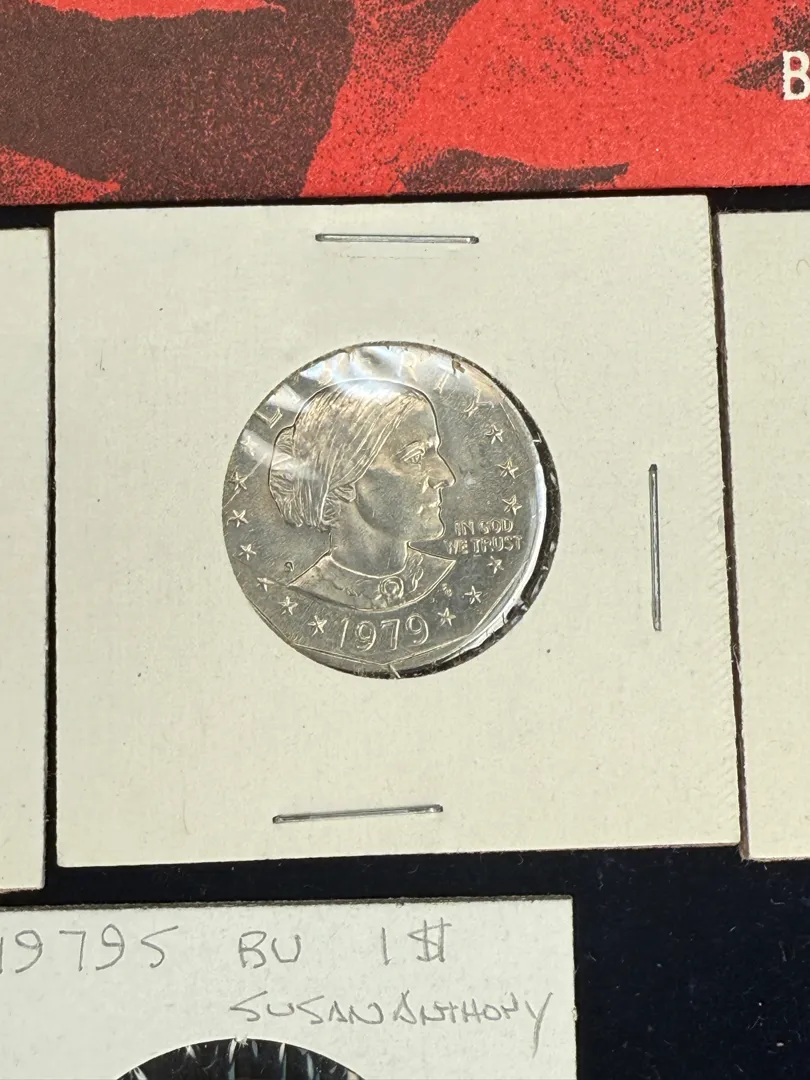 B
LIBERTY
IN GOD
WE TRUST
1979
1979S BU 1$
SUSAN ANTHONY